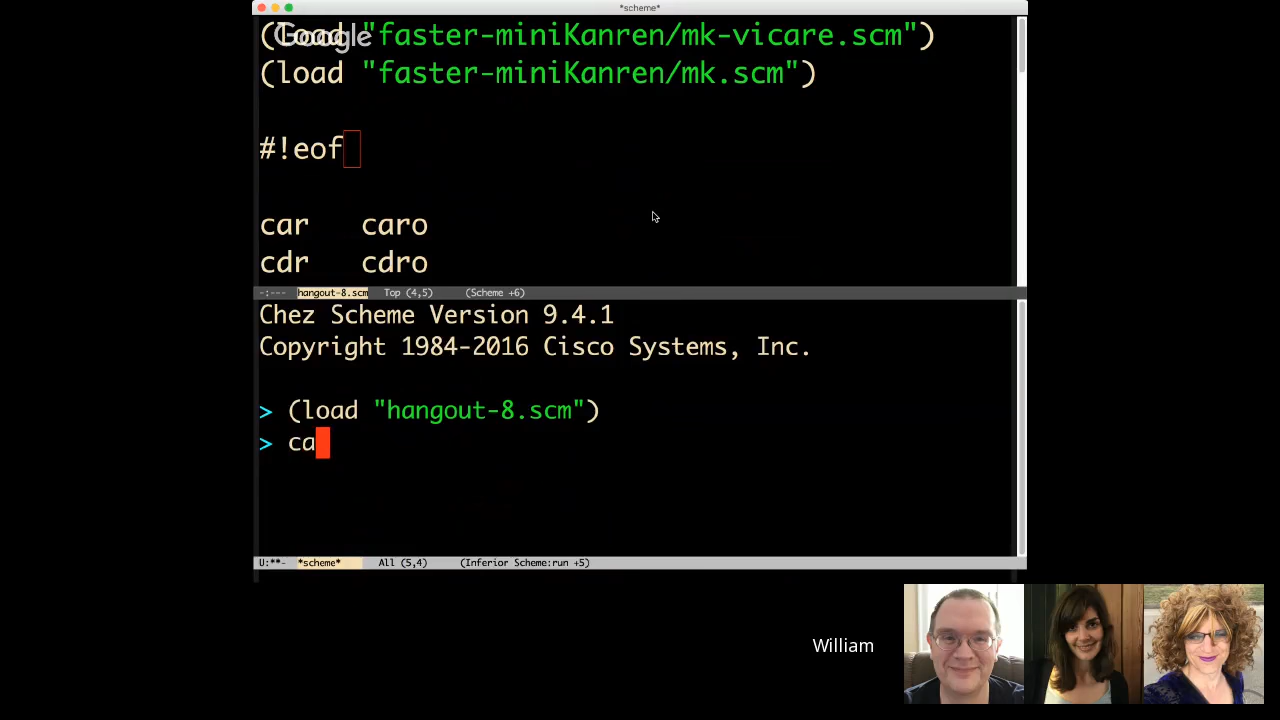 *scheme*
(load "faster-miniKanren/mk-vicare.scm")
Google
(load "faster-miniKanren/mk.scm")
#!eof
car caro
cdr cdro
-:--- hangout-8.scm Top (4,5) (Scheme +6)
Chez Scheme Version 9.4.1
Copyright 1984-2016 Cisco Systems, Inc.
> (load "hangout-8.scm")
> ca
U:**- *scheme* All (5,4) (Inferior Scheme:run +5)
William